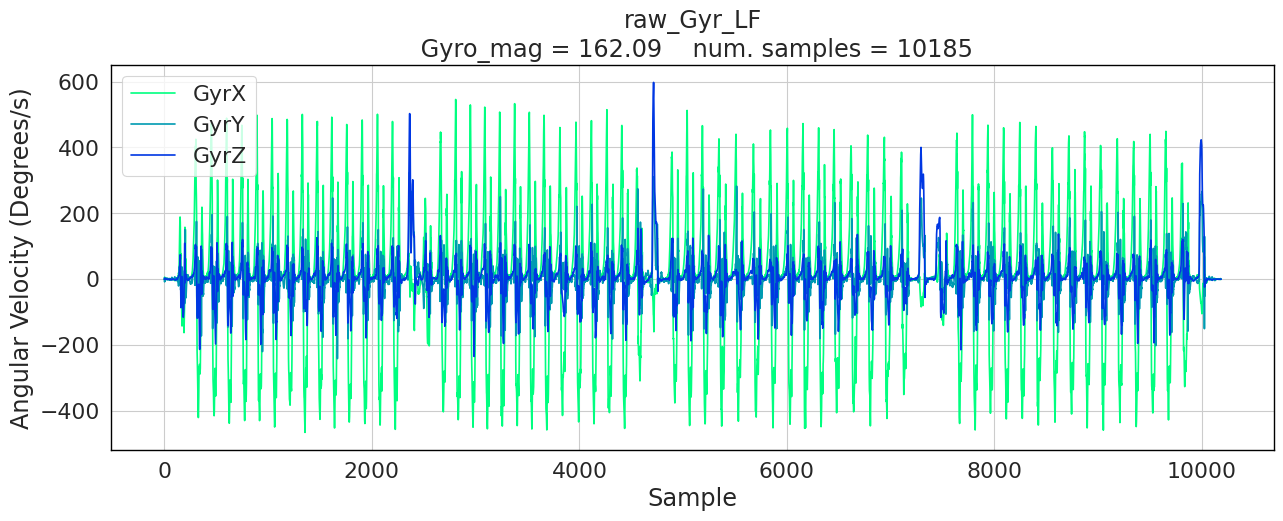 raw_Gyr_LF
Gyro_mag = 162.09    num. samples = 10185
GyrX
GyrY
GyrZ
Angular Velocity (Degrees/s)
600
400
200
0
−200
−400
0
2000
4000
6000
8000
10000
Sample